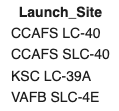 Launch_Site
CCAFS LC-40
CCAFS SLC-40
KSC LC-39A
VAFB SLC-4E